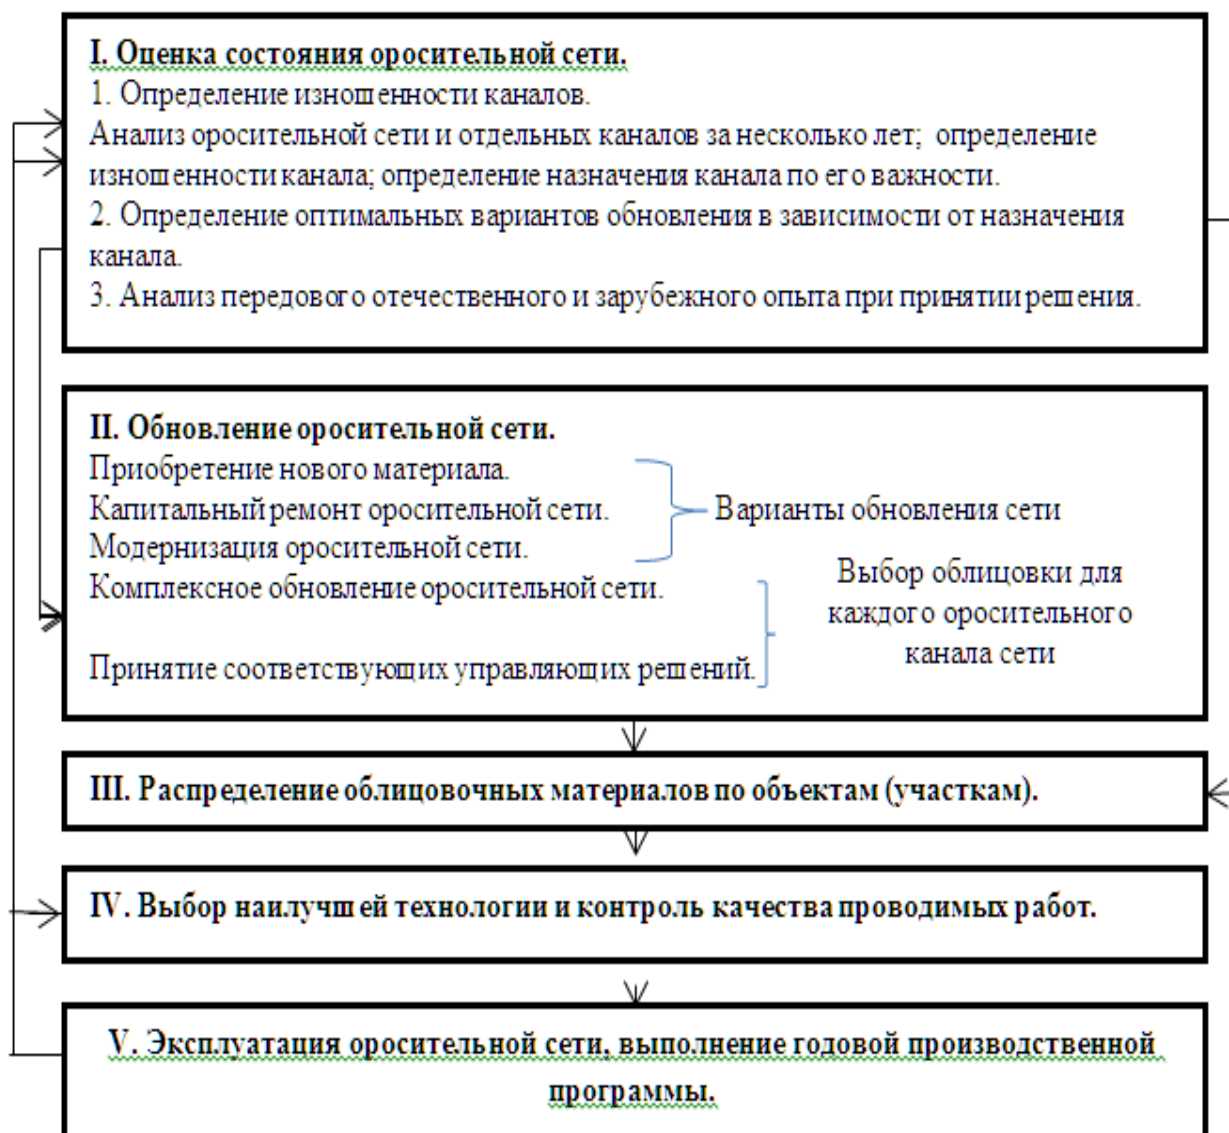 I. Оценка состояния оросительной сети.
1. Определение изношенности каналов.
Анализ оросительной сети и отдельных каналов за несколько лет; определение
изношенности канала; определение назначения канала по его важности.
2. Определение оптимальных вариантов обновления в зависимости от назначения
канала.
3. Анализ передового отечественного и зарубежного опыта при принятии решения.
II. Обновление оросительной сети.
Приобретение нового материала.
Капитальный ремонт оросительной сети.
Модернизация оросительной сети.
Варианты обновления сети
Комплексное обновление оросительной сети.
Принятие соответствующих управляющих решений.
Выбор облицовки для
каждого оросительного
канала сети
III. Распределение облицовочных материалов по объектам (участкам).
IV. Выбор наилучшей технологии и контроль качества проводимых работ.
V. Эксплуатация оросительной сети, выполнение годовой производственной
программы.